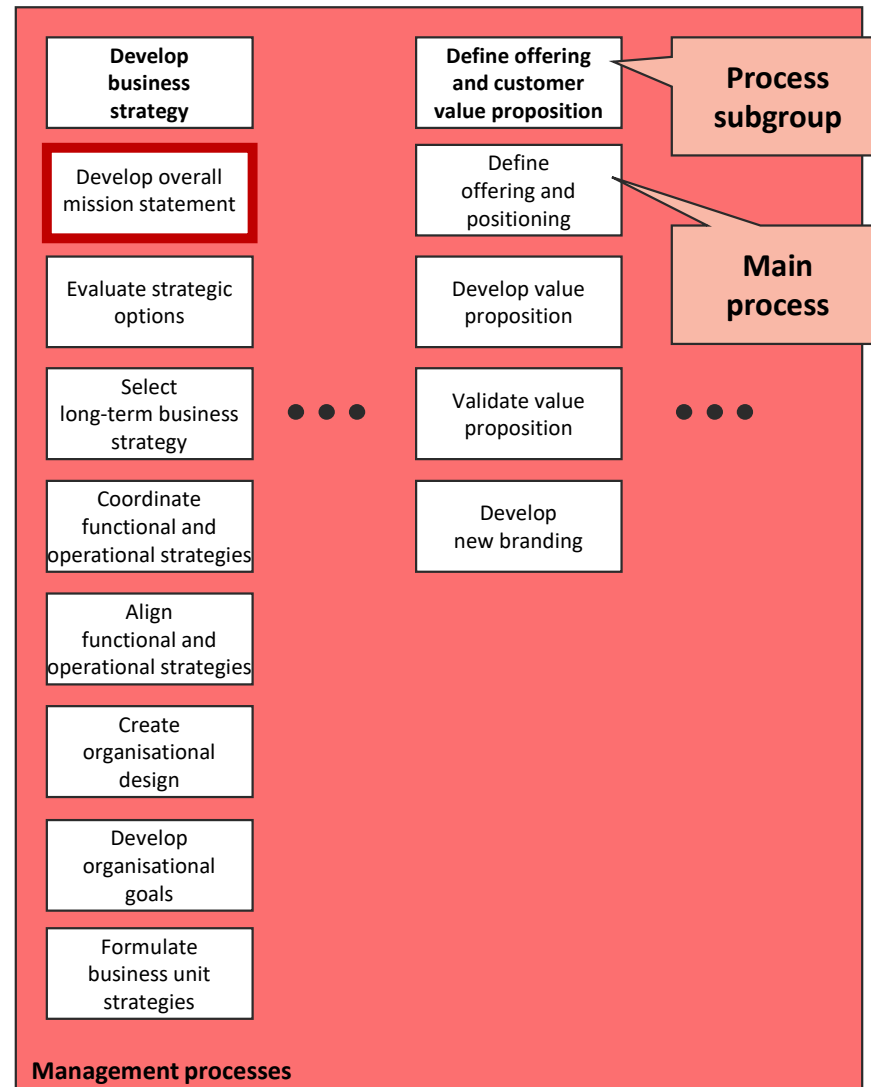 Develop
business
strategy
Develop overall
mission statement
Evaluate strategic
options
Select
long-term business
strategy
Coordinate
functional and
operational strategies
Align
functional and
operational strategies
Create
organisational
design
Develop
organisational
goals
Formulate
business unit
strategies
Define offering
and customer
value proposition
Define
offering and
positioning
Develop value
proposition
Validate value
proposition
Develop
new branding
Process
subgroup
Main
process
Management processes